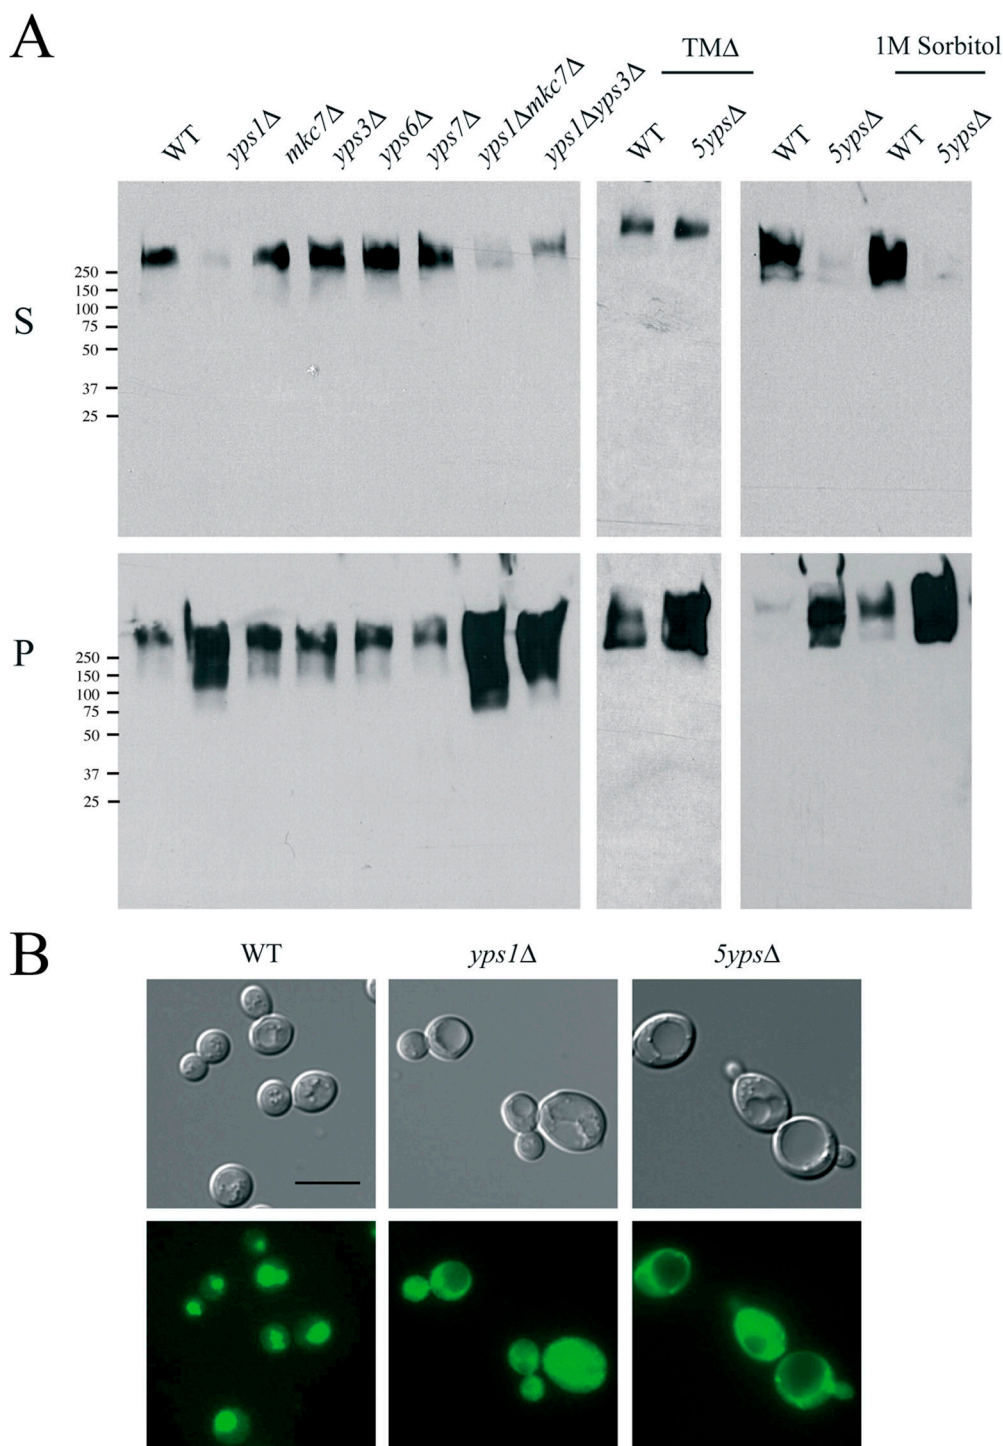 A
TMΔ
1M Sorbitol
WT
yps1Δ
mkc7Δ
yps3Δ
yps6Δ
yps7Δ
yps1Δmkc7Δ
yps1Δyps3Δ
WT
5ypsΔ
WT
5ypsΔ
WT
5ypsΔ
S
250
150
100
75
50
37
25
P
250
150
100
75
50
37
25
B
WT
yps1Δ
5ypsΔ